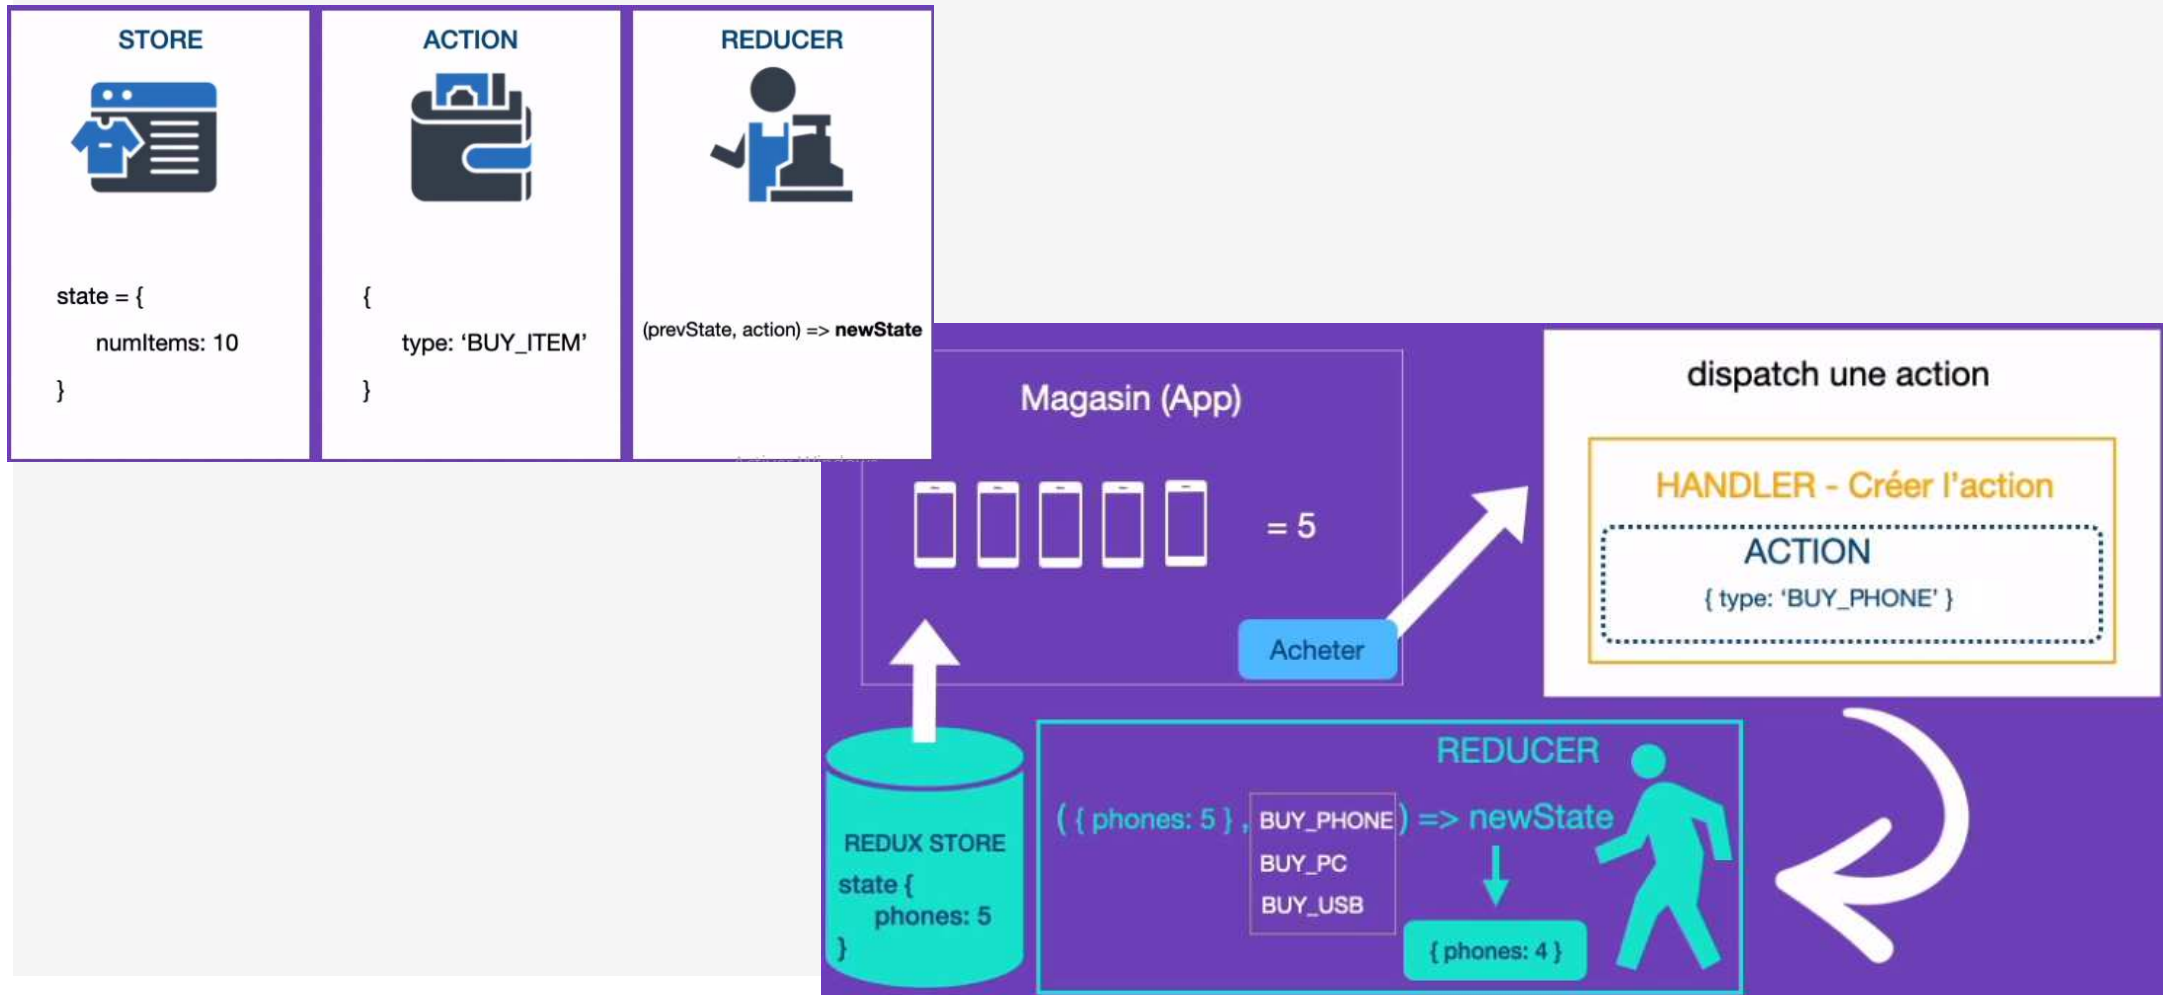 STORE
state = {
numItems: 10
}
ACTION
{
type: ‘BUY_ITEM’
}
REDUCER
(prevState, action) => newState
Magasin (App)
= 5
Acheter
dispatch une action
HANDLER - Créer l’action
ACTION
{ type: ‘BUY_PHONE’ }
REDUX STORE
state {
phones: 5
}
REDUCER
( { phones: 5 } , BUY_PHONE ) => newState
BUY_PC
BUY_USB
{ phones: 4 }